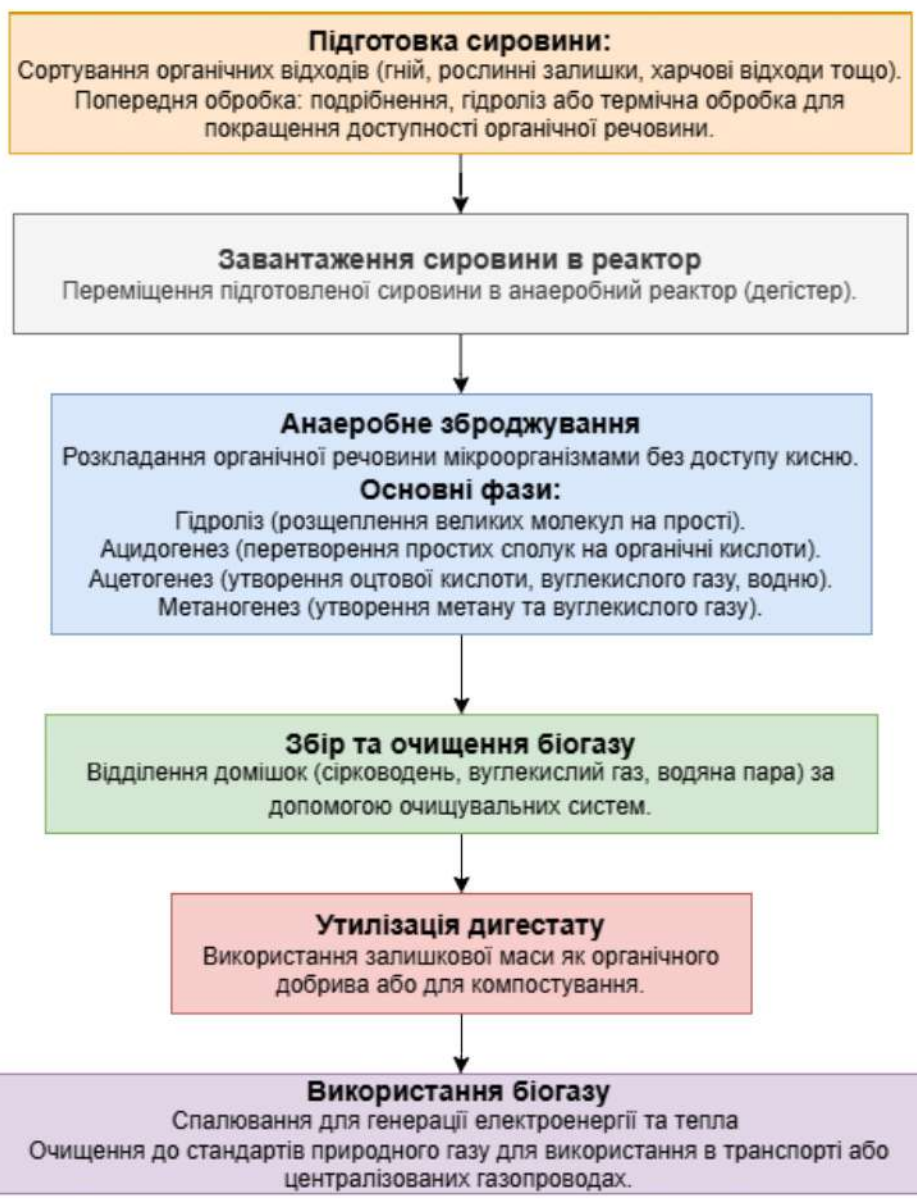 Підготовка сировини:
Сортування органічних відходів (гній, рослинні залишки, харчові відходи тощо).
Попередня обробка: подрібнення, гідроліз або термічна обробка для
покращення доступності органічної речовини.
Завантаження сировини в реактор
Переміщення підготовленої сировини в анаеробний реактор (дегістер).
Анаеробне зброджування
Розкладання органічної речовини мікроорганізмами без доступу кисню.
Основні фази:
Гідроліз (розщеплення великих молекул на прості).
Ацидогенез (перетворення простих сполук на органічні кислоти).
Ацетогенез (утворення оцтової кислоти, вуглекислого газу, водню).
Метаногенез (утворення метану та вуглекислого газу).
Збір та очищення біогазу
Відділення домішок (сірководень, вуглекислий газ, водяна пара) за
допомогою очищувальних систем.
Утилізація дигестату
Використання залишкової маси як органічного
добрива або для компостування.
Використання біогазу
Спалювання для генерації електроенергії та тепла
Очищення до стандартів природного газу для використання в транспорті або
централізованих газопроводах.